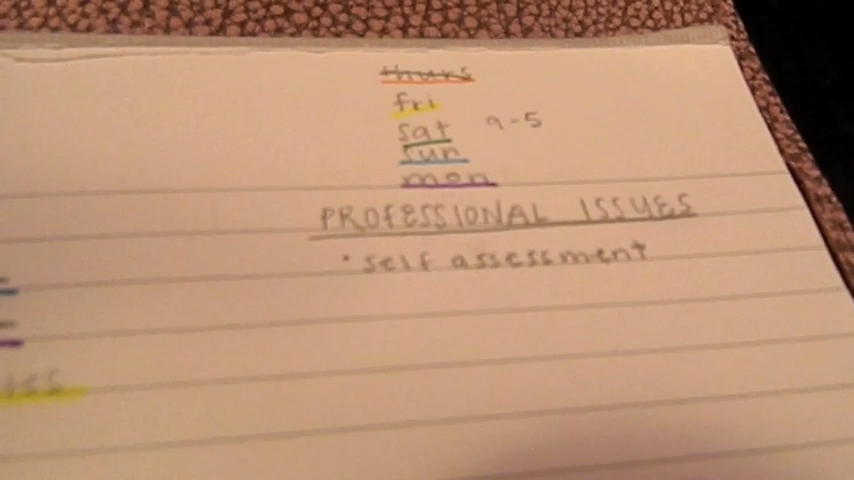 thurs
fri
sat 9-5
sun
mon
PROFESSIONAL ISSUES
• self assessment